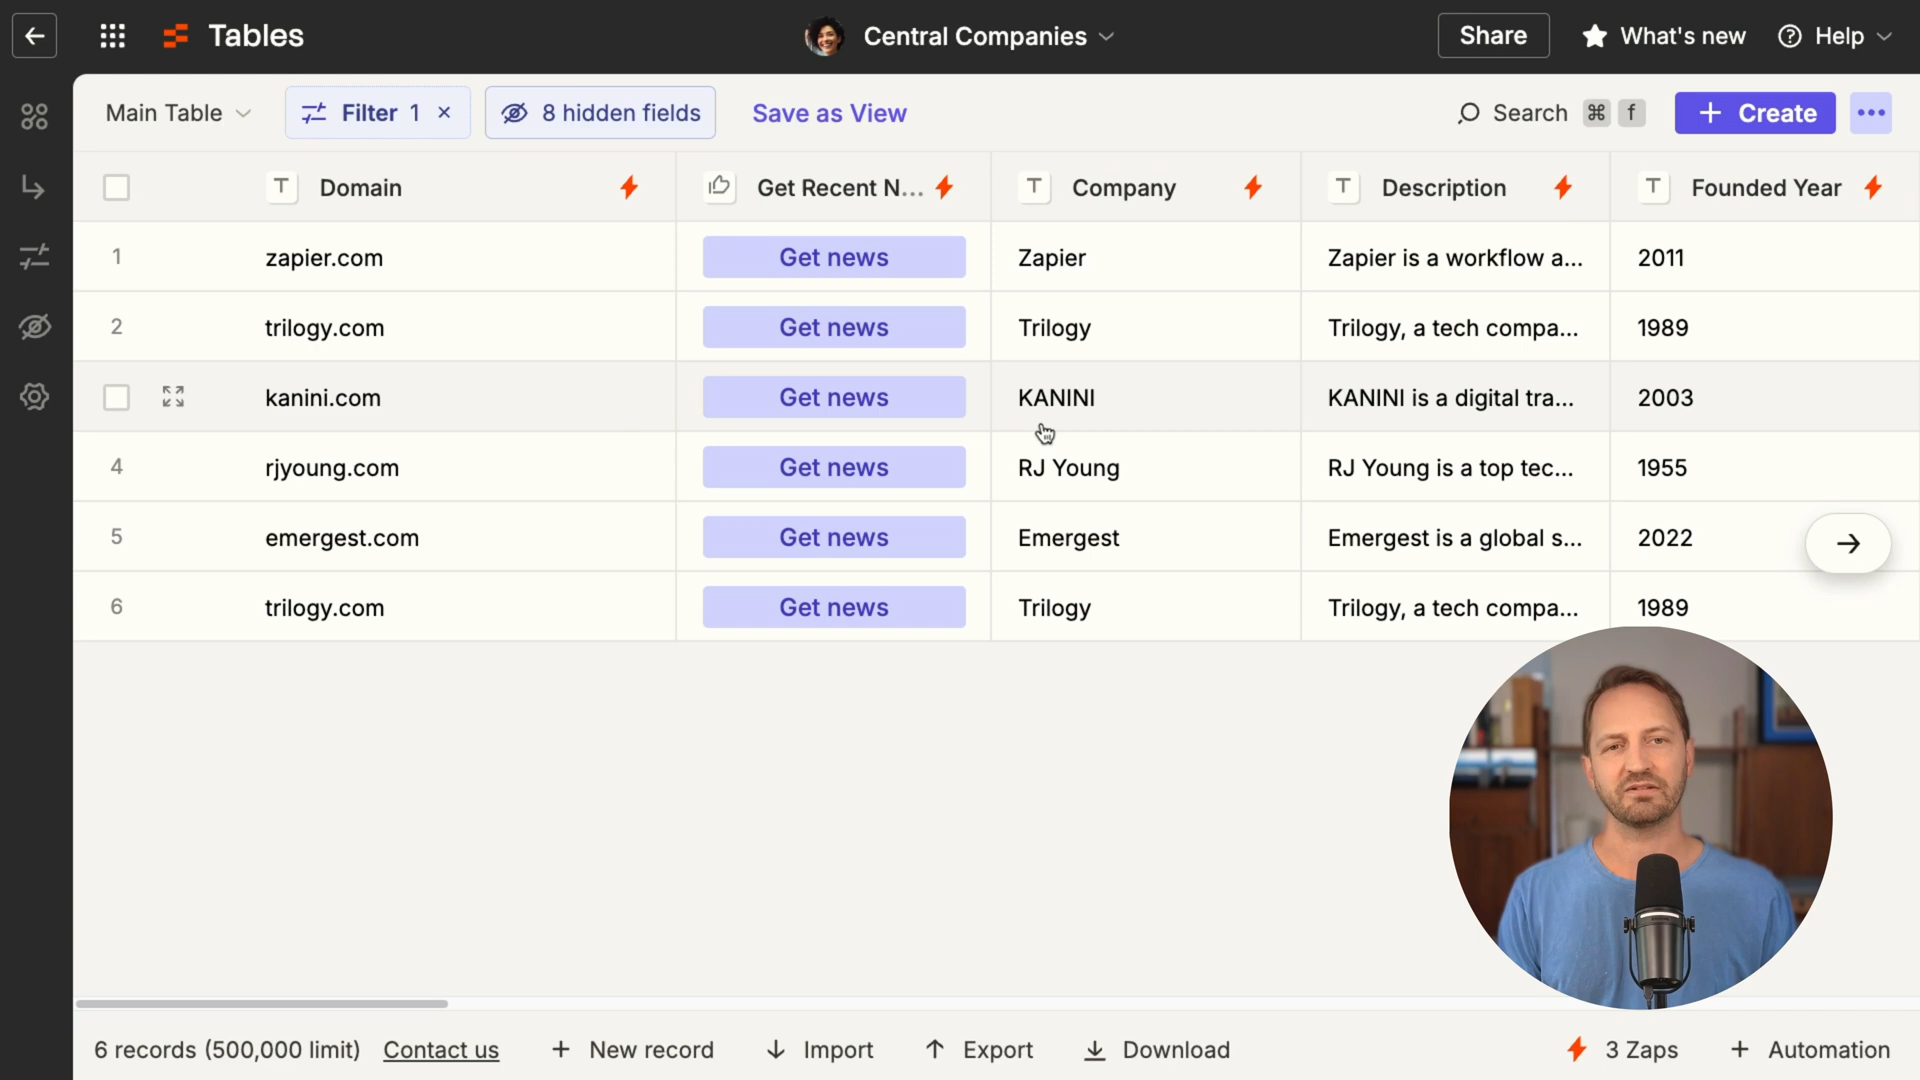 Tables
Central Companies
Share
What's new
Help
Main Table
Filter 1 ×
8 hidden fields
Save as View
Search ⌘ f
+ Create
Domain
Get Recent N...
Company
Description
Founded Year
1 zapier.com Get news Zapier Zapier is a workflow a... 2011
2 trilogy.com Get news Trilogy Trilogy, a tech compa... 1989
kanini.com Get news KANINI KANINI is a digital tra... 2003
4 rjyoung.com Get news RJ Young RJ Young is a top tec... 1955
5 emergest.com Get news Emergest Emergest is a global s... 2022
6 trilogy.com Get news Trilogy Trilogy, a tech compa... 1989
6 records (500,000 limit) Contact us + New record Import Export Download 3 Zaps + Automation